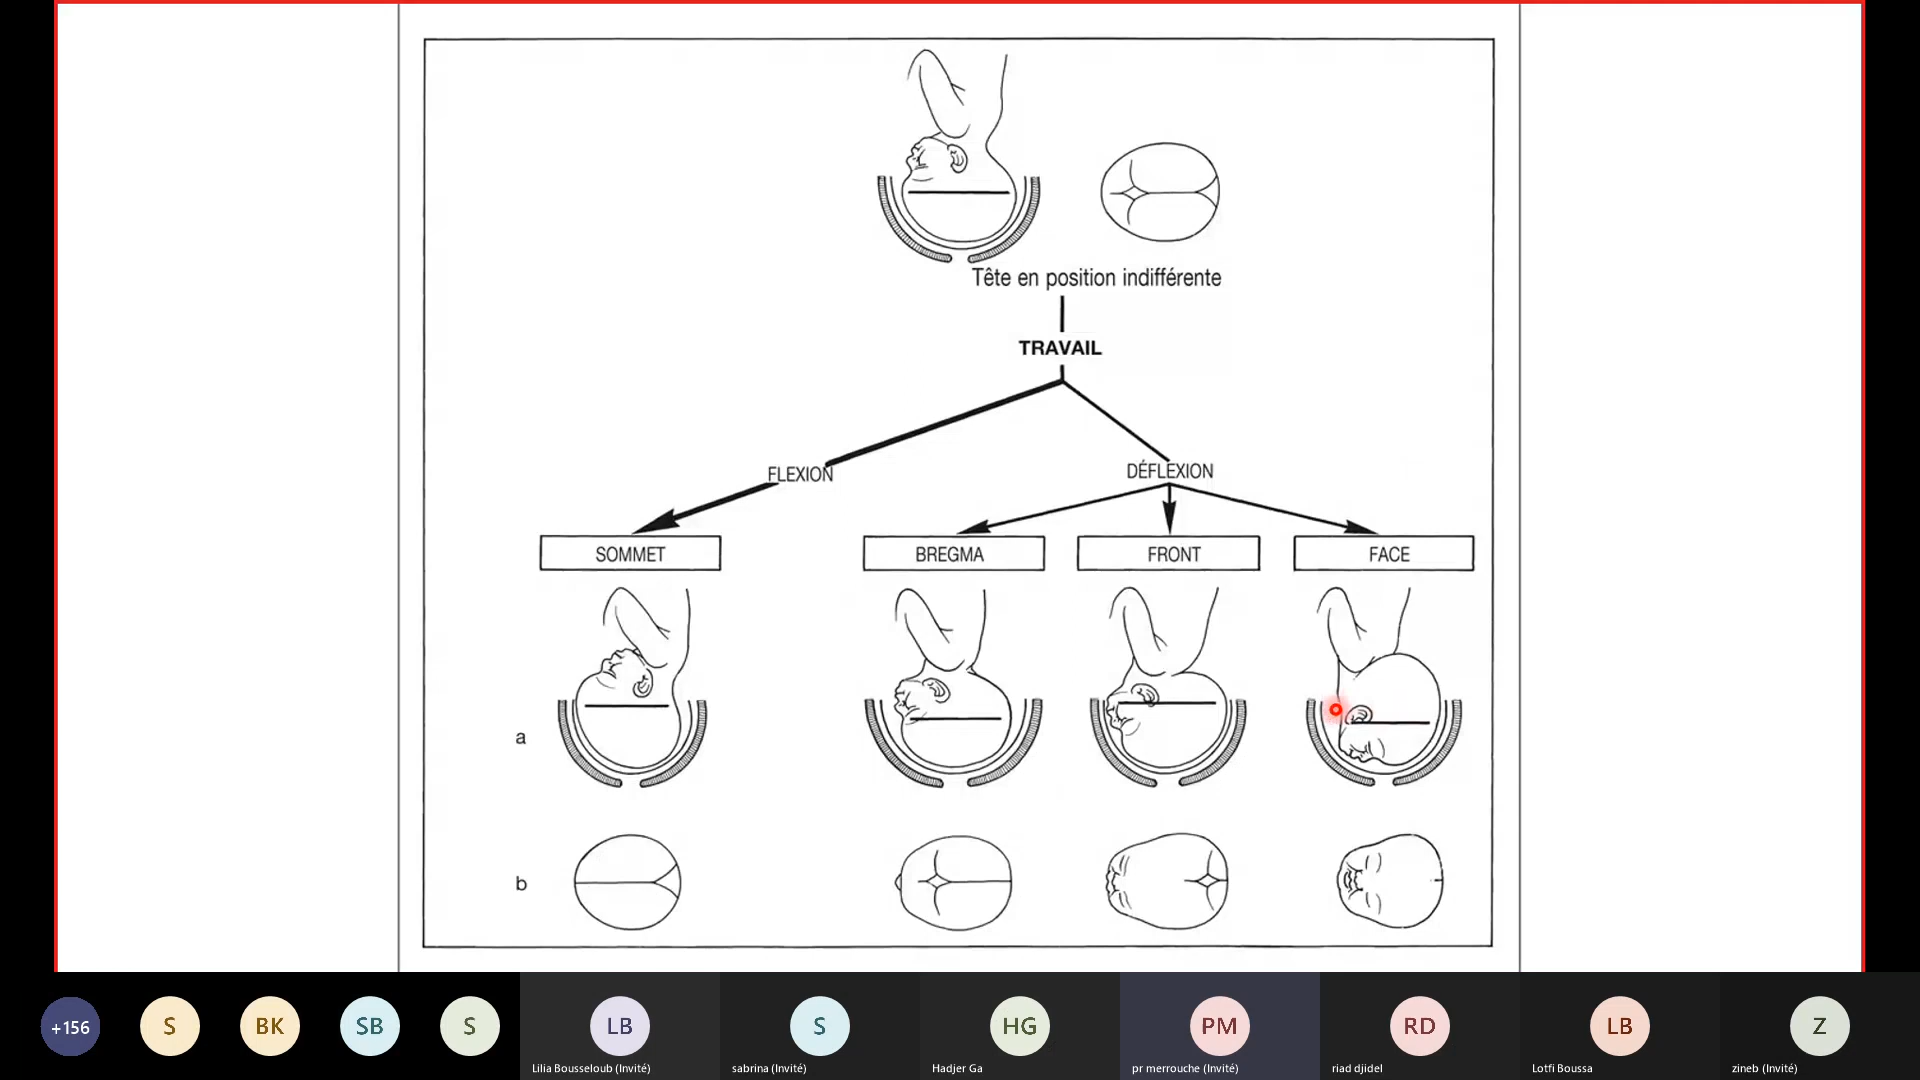 Tête en position indifférente
TRAVAIL
FLEXION
DÉFLEXION
SOMMET
BREGMA
FRONT
FACE
a
b
+156
S
BK
SB
S
LB
S
HG
PM
RD
LB
Z
Lilia Bousseloub (Invité)
sabrina (Invité)
Hadjer Ga
pr merrouche (Invité)
riad djidel
Lotfi Boussa
zineb (Invité)